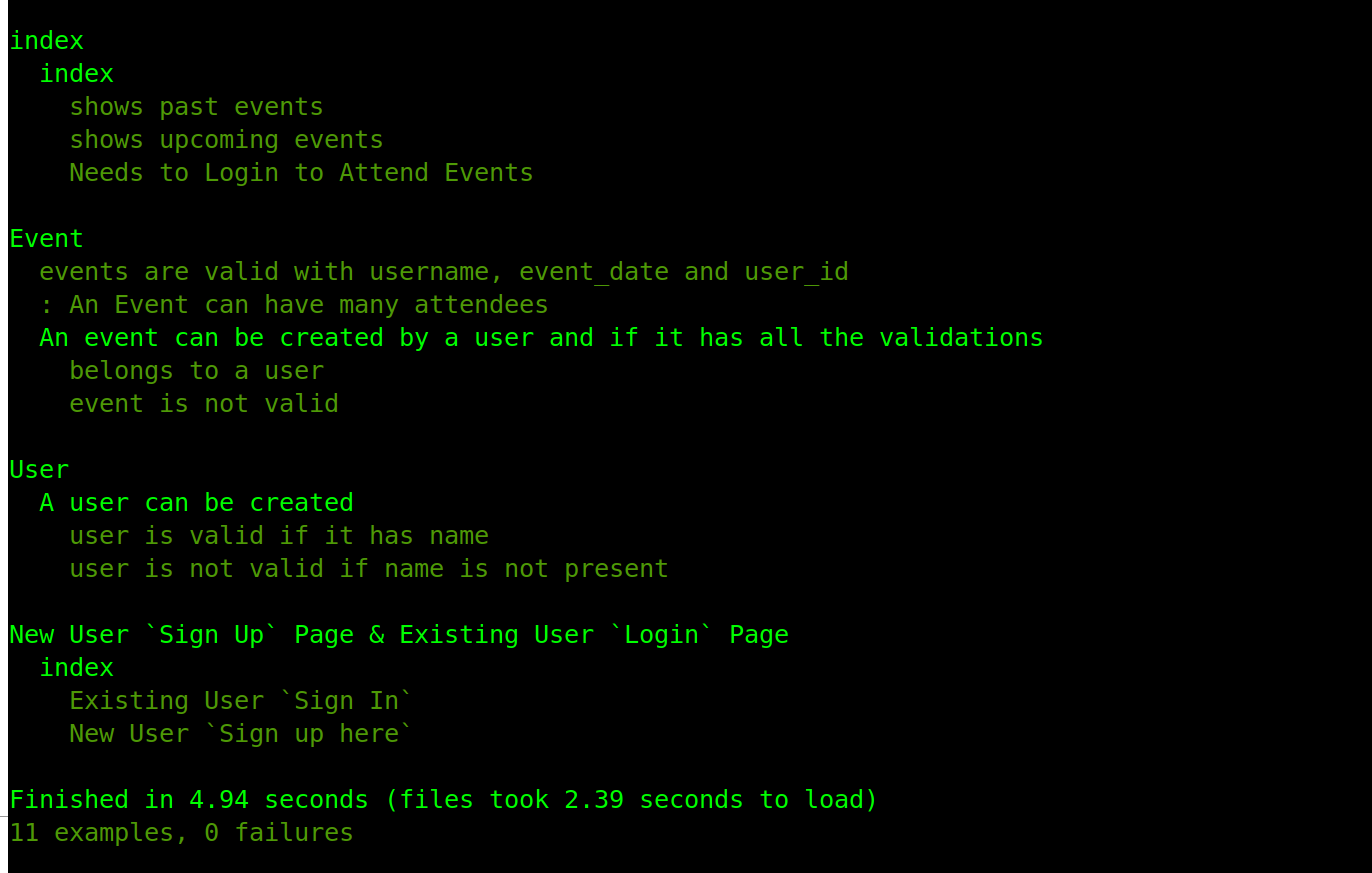 index
  index
    shows past events
    shows upcoming events
    Needs to Login to Attend Events

Event
  events are valid with username, event_date and user_id
  : An Event can have many attendees
  An event can be created by a user and if it has all the validations
    belongs to a user
    event is not valid

User
  A user can be created
    user is valid if it has name
    user is not valid if name is not present

New User `Sign Up` Page & Existing User `Login` Page
  index
    Existing User `Sign In`
    New User `Sign up here`

Finished in 4.94 seconds (files took 2.39 seconds to load)
11 examples, 0 failures